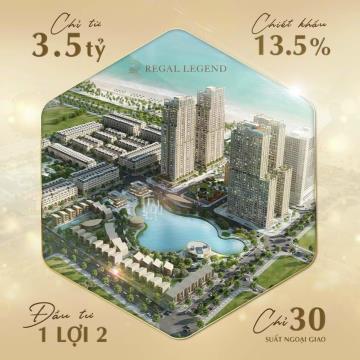 Chỉ từ
3.5 tỷ
Chiết khấu
13.5%
REGAL LEGEND
Đầu tư
1 LỢI 2
Chỉ 30
SUẤT NGOẠI GIAO